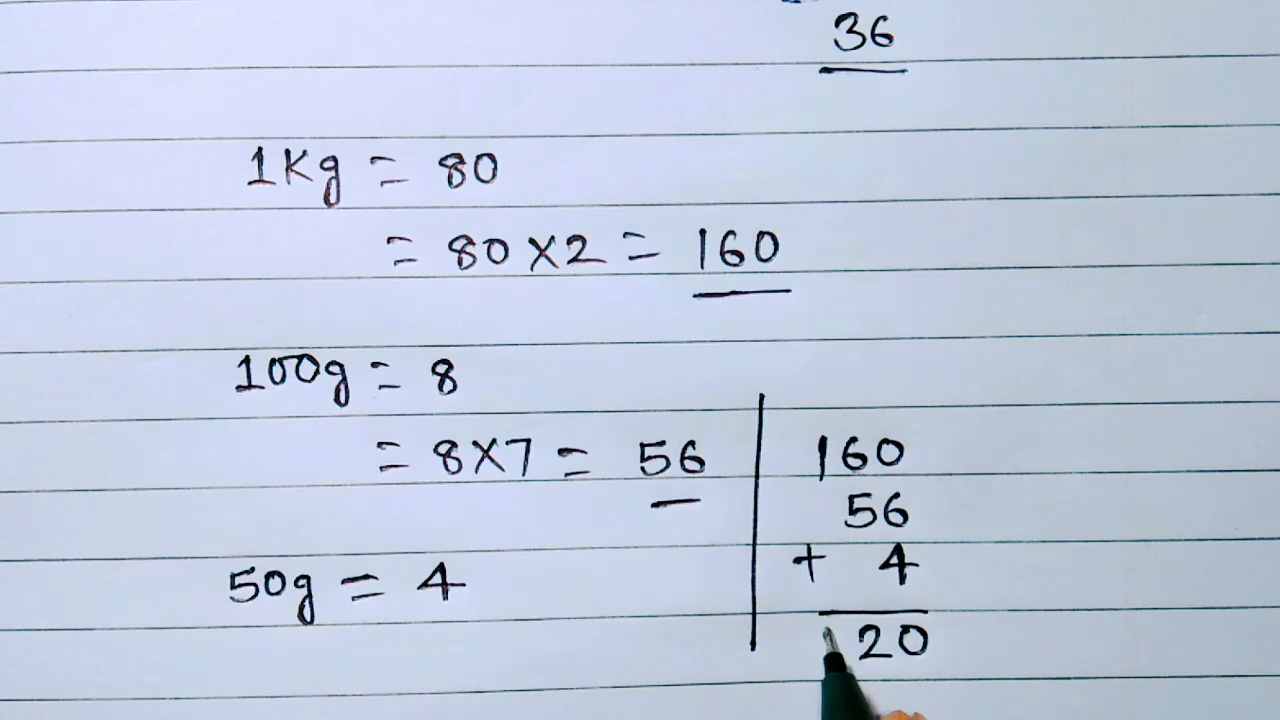 36
1Kg = 80
= 80 × 2 = 160
100g = 8
= 8 × 7 = 56
50g = 4
160
56
+ 4
20